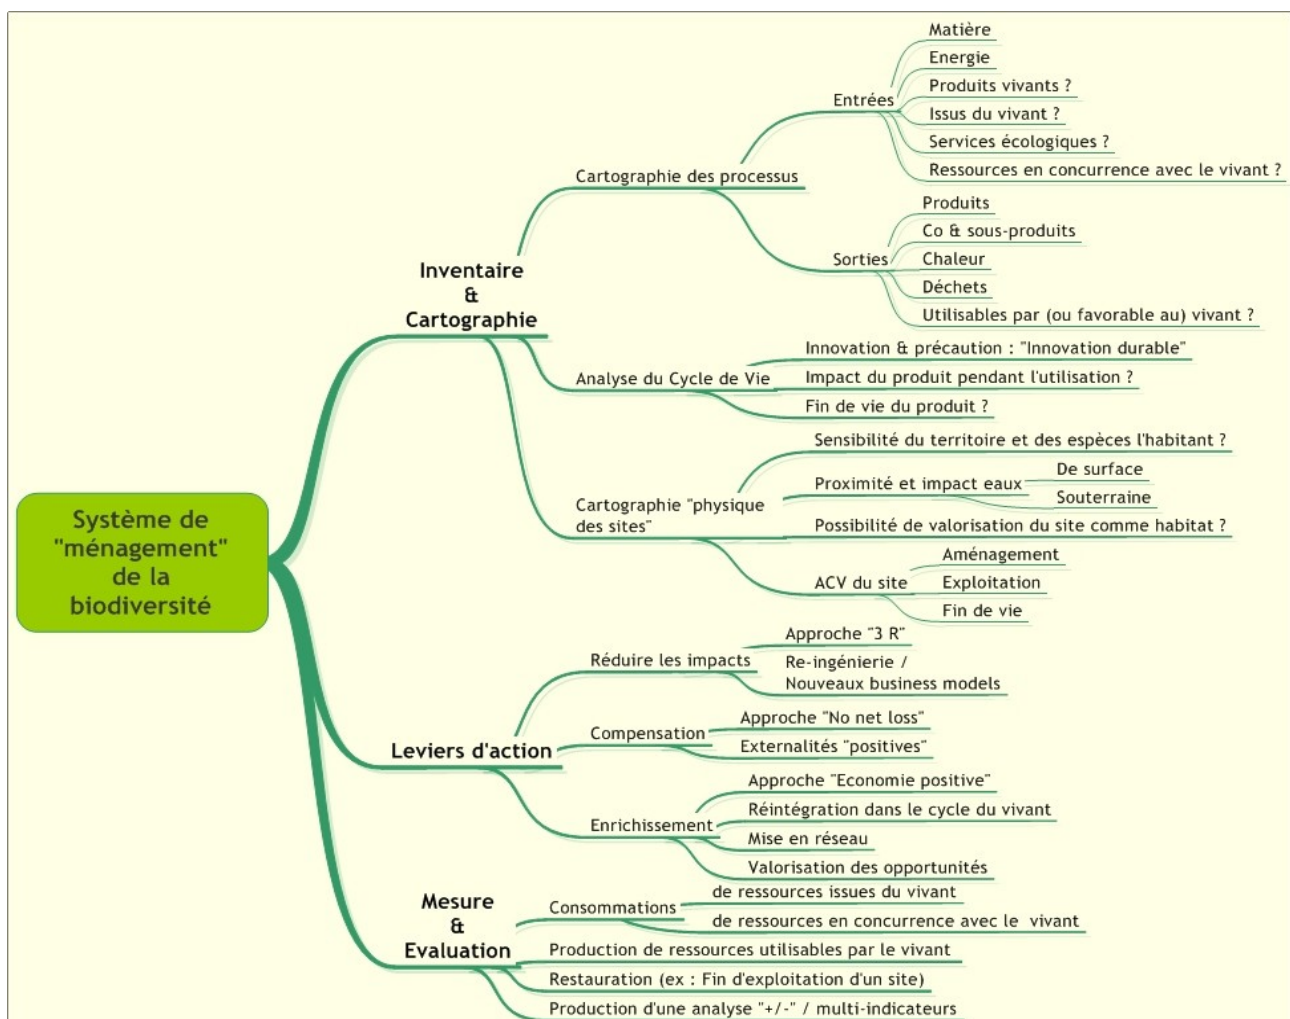 Système de
"ménagement"
de la
biodiversité
Inventaire
&
Cartographie
Cartographie des processus
Entrées
Matière
Energie
Produits vivants ?
Issus du vivant ?
Services écologiques ?
Ressources en concurrence avec le vivant ?
Sorties
Produits
Co & sous-produits
Chaleur
Déchets
Utilisables par (ou favorable au) vivant ?
Analyse du Cycle de Vie
Innovation & précaution : "Innovation durable"
Impact du produit pendant l'utilisation ?
Fin de vie du produit ?
Cartographie "physique
des sites"
Sensibilité du territoire et des espèces l'habitant ?
Proximité et impact eaux
De surface
Souterraine
Possibilité de valorisation du site comme habitat ?
ACV du site
Aménagement
Exploitation
Fin de vie
Leviers d'action
Réduire les impacts
Approche "3 R"
Re-ingénierie /
Nouveaux business models
Compensation
Approche "No net loss"
Externalités "positives"
Enrichissement
Approche "Economie positive"
Réintégration dans le cycle du vivant
Mise en réseau
Valorisation des opportunités
Mesure
&
Evaluation
Consommations
de ressources issues du vivant
de ressources en concurrence avec le  vivant
Production de ressources utilisables par le vivant
Restauration (ex : Fin d'exploitation d'un site)
Production d'une analyse "+/-" / multi-indicateurs